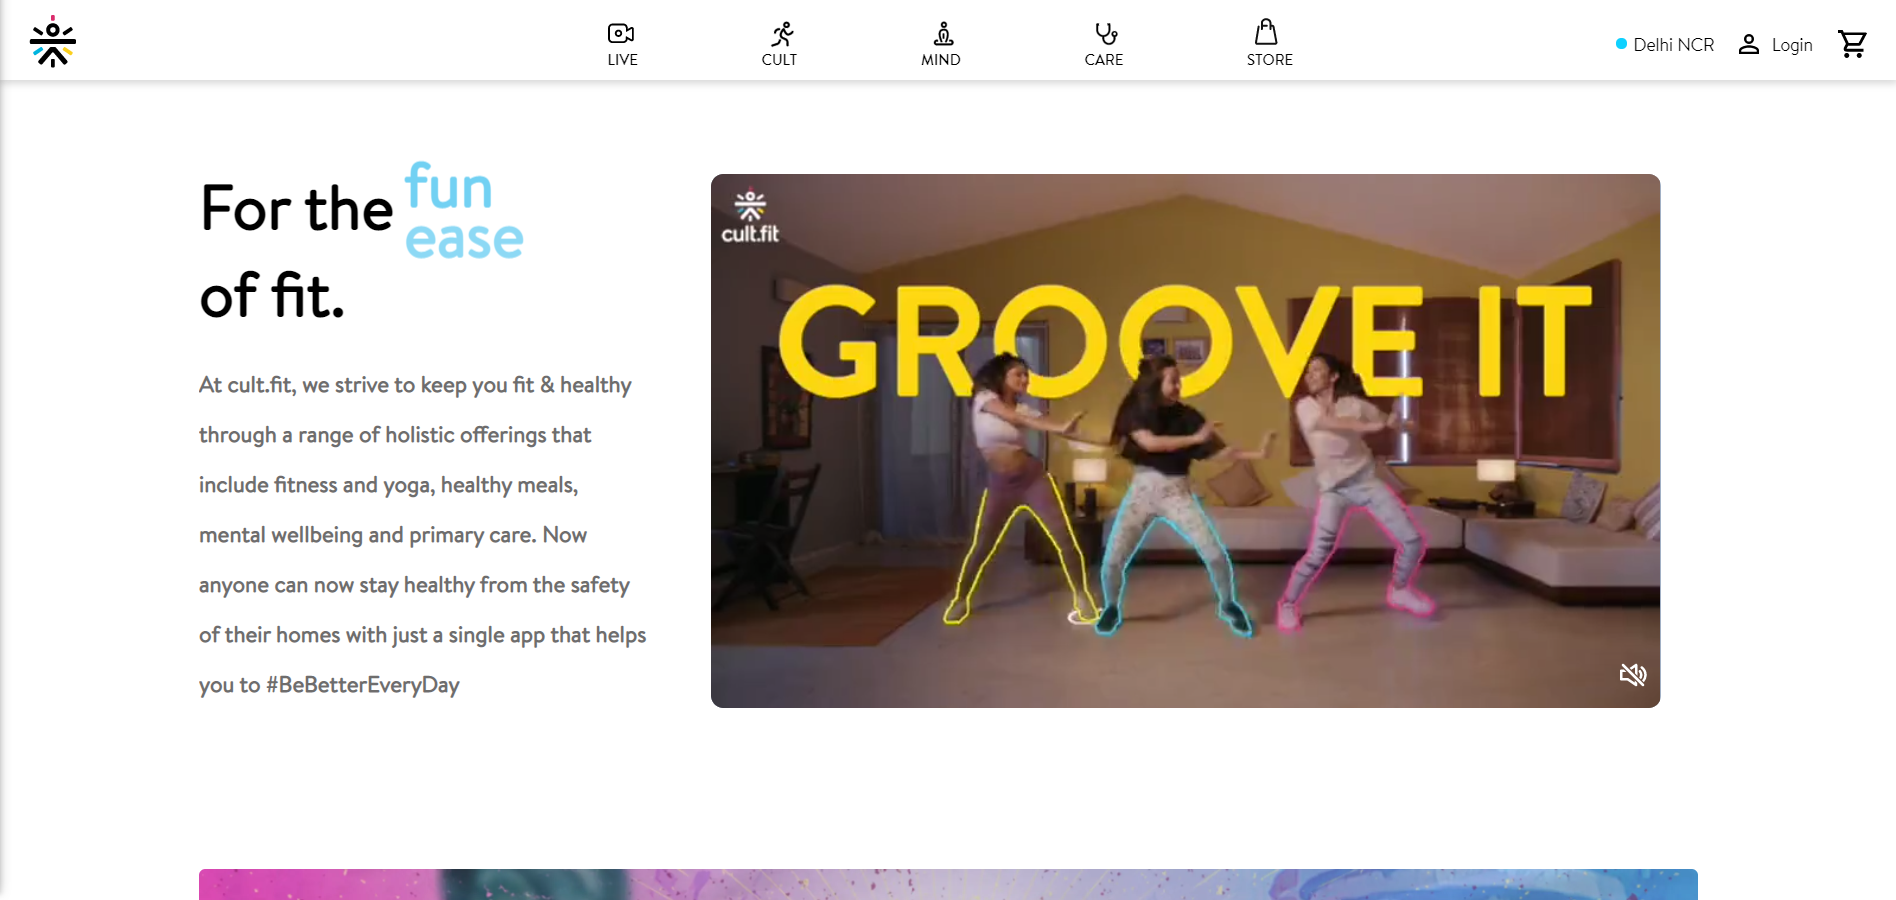 LIVE
CULT
MIND
CARE
STORE
Delhi NCR
Login
For the fun
ease
of fit.
At cult.fit, we strive to keep you fit & healthy
through a range of holistic offerings that
include fitness and yoga, healthy meals,
mental wellbeing and primary care. Now
anyone can now stay healthy from the safety
of their homes with just a single app that helps
you to #BeBetterEveryDay
cult.fit
GROOVE IT